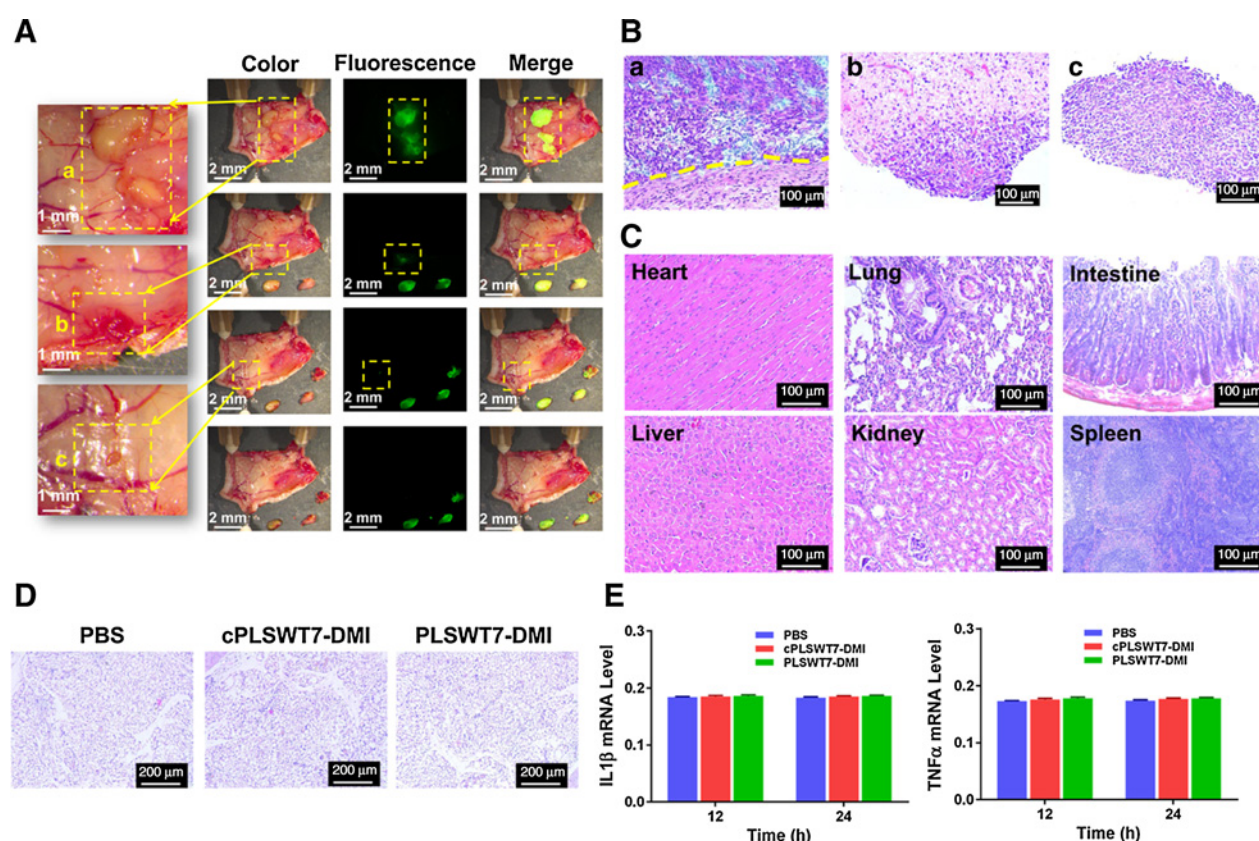 A
Color Fluorescence Merge
a
1 mm
b
1 mm
c
1 mm
2 mm 2 mm 2 mm
2 mm 2 mm 2 mm
2 mm 2 mm 2 mm
2 mm 2 mm 2 mm
B
a b c
100 μm 100 μm 100 μm
C
Heart Lung Intestine
100 μm 100 μm 100 μm
Liver Kidney Spleen
100 μm 100 μm 100 μm
D
PBS cPLSWT7-DMI PLSWT7-DMI
200 μm 200 μm 200 μm
E
IL1β mRNA Level
0.3
0.2
0.1
0.0
PBS
cPLSWT7-DMI
PLSWT7-DMI
12 24
Time (h)
TNFα mRNA Level
0.3
0.2
0.1
0.0
PBS
cPLSWT7-DMI
PLSWT7-DMI
12 24
Time (h)